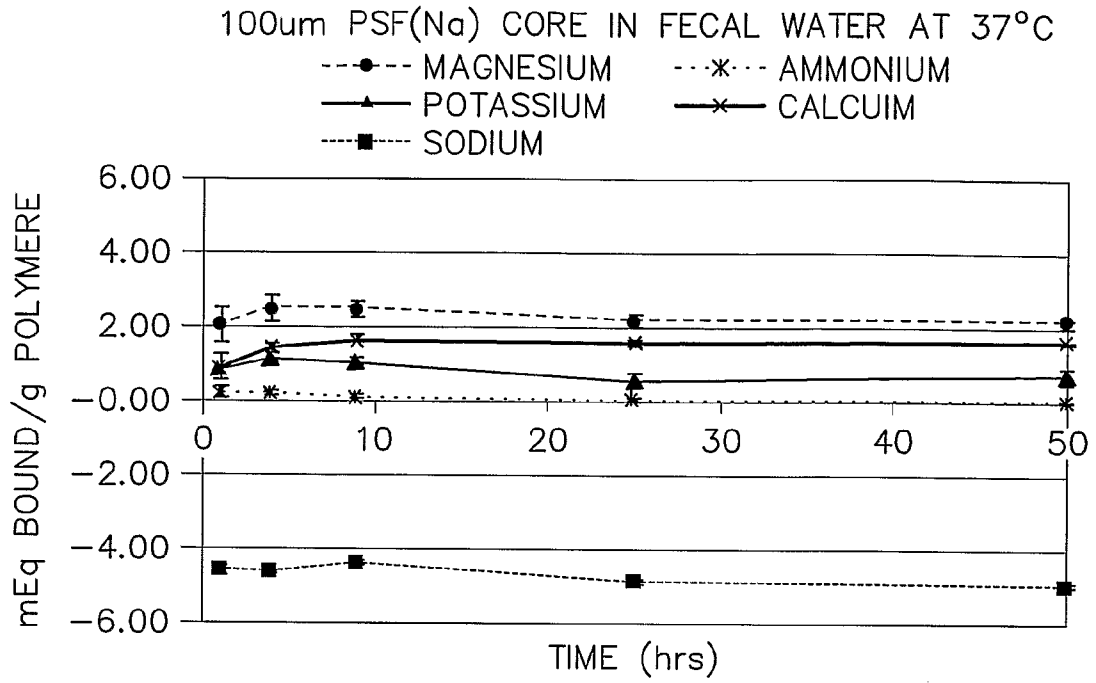 100um PSF(Na) CORE IN FECAL WATER AT 37°C
MAGNESIUM AMMONIUM
POTASSIUM CALCUIM
SODIUM
mEq BOUND/g POLYMERE
6.00
4.00
2.00
-0.00
0 10 20 30 40 50
-2.00
-4.00
-6.00
TIME (hrs)